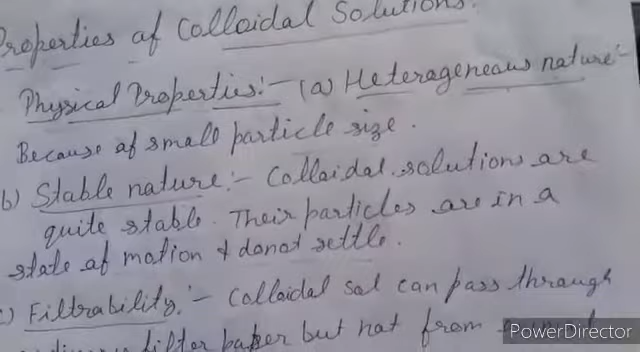 Properties of Colloidal Solutions.
Physical Properties:- (a) Heterogeneous nature:-
Because of small particle size.
b) Stable nature:- Colloidal solutions are
quite stable. Their particles are in a
state of motion & donot settle.
c) Filtrability:- Colloidal sol can pass through
filter paper but not from
PowerDirector